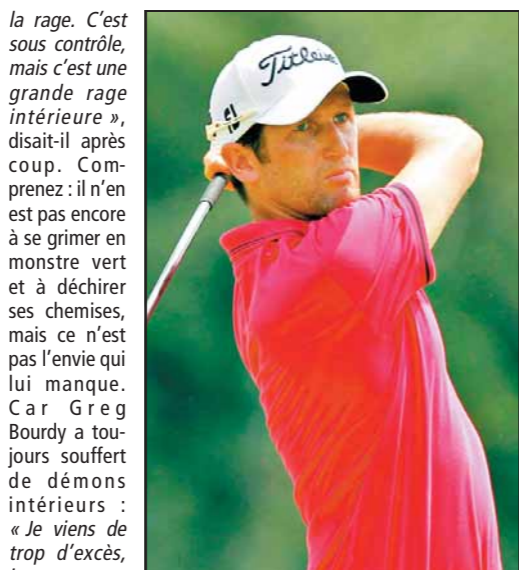 la rage. C'est
sous contrôle,
mais c'est une
grande rage
intérieure »,
disait-il après
coup. Com-
prenez : il n'en
est pas encore
à se grimer en
monstre vert
et à déchirer
ses chemises,
mais ce n'est
pas l'envie qui
lui manque.
Car Greg
Bourdy a tou-
jours souffert
de démons
intérieurs :
« Je viens de
trop d'excès,
Titleist
FJ